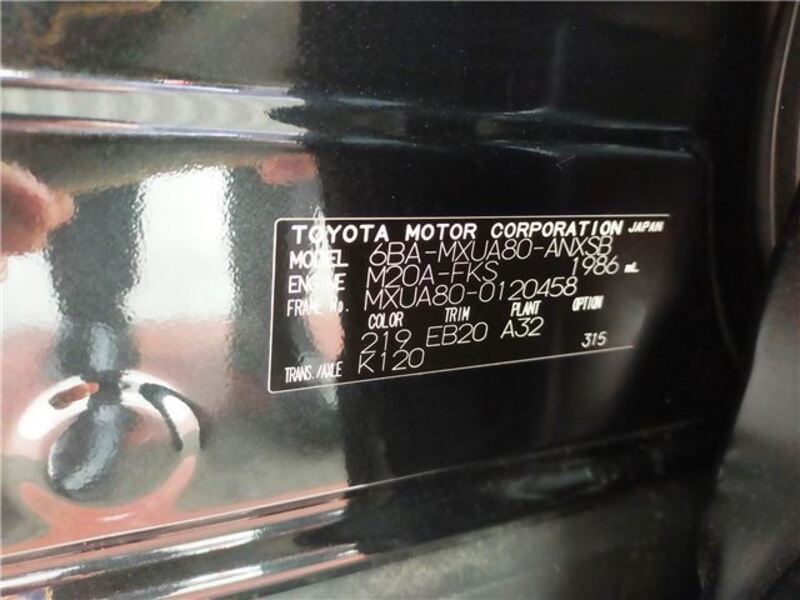 TOYOTA MOTOR CORPORATION JAPAN
MODEL 6BA-MXUA80-ANXSB
ENGINE M20A-FKS 1986 mL
FRAME No. MXUA80-0120458
COLOR TRIM PLANT OPTION
219 EB20 A32 315
TRANS./AXLE K120